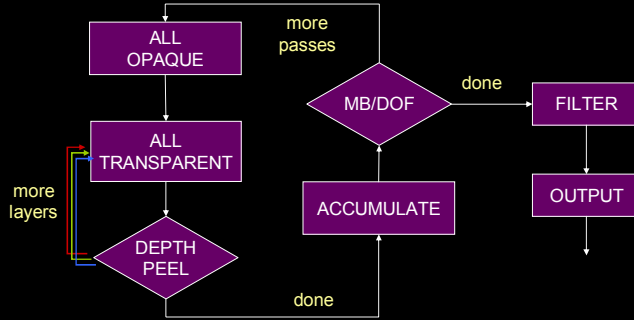 more
passes
ALL
OPAQUE
done
MB/DOF
FILTER
ALL
TRANSPARENT
more
layers
ACCUMULATE
OUTPUT
DEPTH
PEEL
done